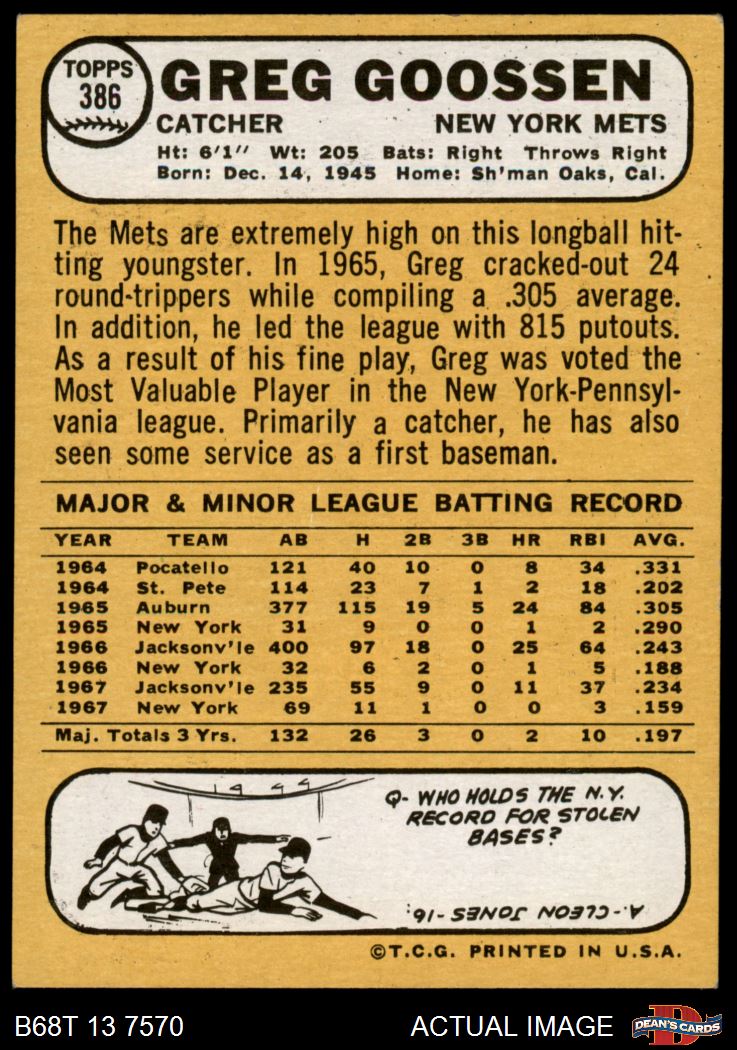 TOPPS
386
GREG GOOSSEN
CATCHER NEW YORK METS
Ht: 6'1" Wt: 205 Bats: Right Throws Right
Born: Dec. 14, 1945 Home: Sh'man Oaks, Cal.
The Mets are extremely high on this longball hit-
ting youngster. In 1965, Greg cracked-out 24
round-trippers while compiling a .305 average.
In addition, he led the league with 815 putouts.
As a result of his fine play, Greg was voted the
Most Valuable Player in the New York-Pennsyl-
vania league. Primarily a catcher, he has also
seen some service as a first baseman.
MAJOR & MINOR LEAGUE BATTING RECORD
YEAR TEAM AB H 2B 3B HR RBI AVG.
1964 Pocatello 121 40 10 0 8 34 .331
1964 St. Pete 114 23 7 1 2 18 .202
1965 Auburn 377 115 19 5 24 84 .305
1965 New York 31 9 0 0 1 2 .290
1966 Jacksonv'le 400 97 18 0 25 64 .243
1966 New York 32 6 2 0 1 5 .188
1967 Jacksonv'le 235 55 9 0 11 37 .234
1967 New York 69 11 1 0 0 3 .159
Maj. Totals 3 Yrs. 132 26 3 0 2 10 .197
Q- WHO HOLDS THE N.Y.
RECORD FOR STOLEN
BASES?
A.-CLEON JONES-16.
©T.C.G. PRINTED IN U.S.A.
B68T 13 7570 ACTUAL IMAGE DEAN'S CARDS